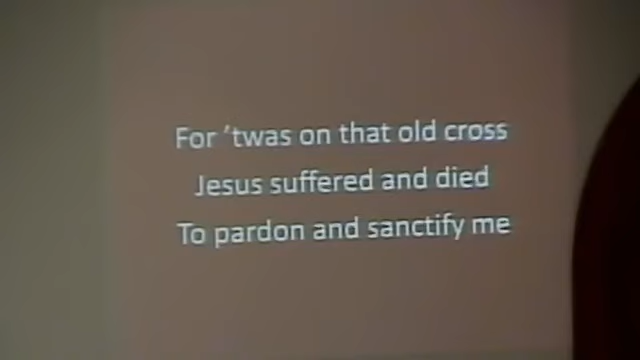 For ’twas on that old cross
Jesus suffered and died
To pardon and sanctify me